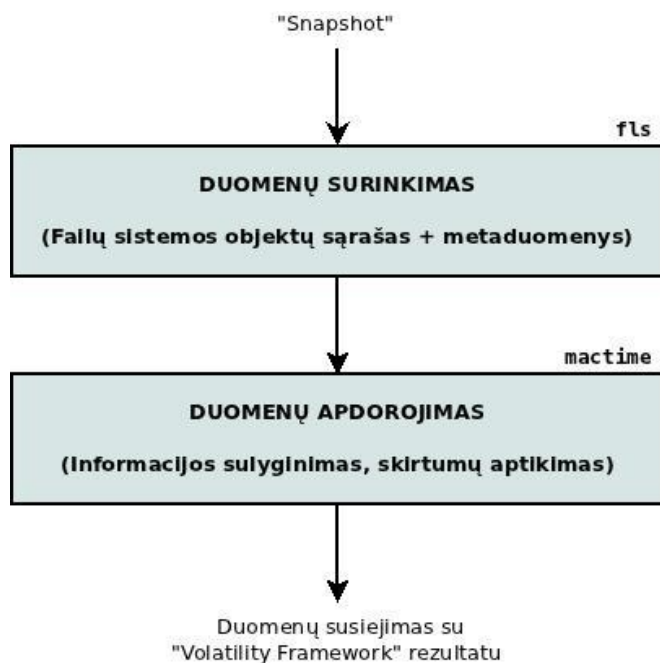 "Snapshot"
fls
DUOMENŲ SURINKIMAS
(Failų sistemos objektų sąrašas + metaduomenys)
mactime
DUOMENŲ APDOROJIMAS
(Informacijos sulyginimas, skirtumų aptikimas)
Duomenų susiejimas su
"Volatility Framework" rezultatu